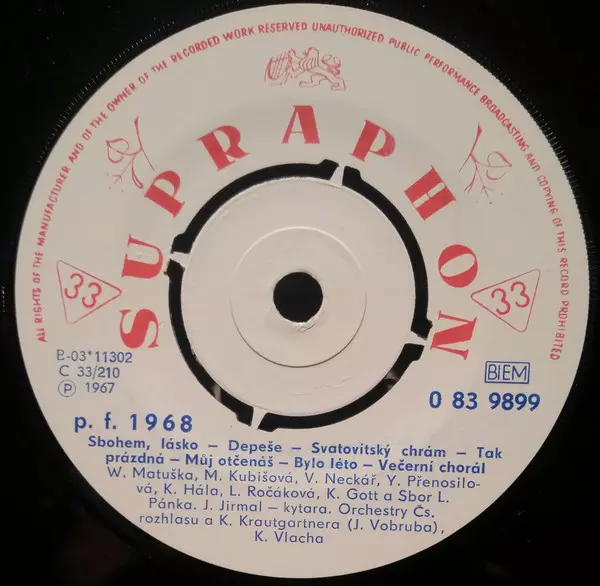 ALL RIGHTS OF THE MANUFACTURER AND OF THE OWNER OF THE RECORDED WORK RESERVED UNAUTHORIZED PUBLIC PERFORMANCE BROADCASTING AND COPYING OF THIS RECORD PROHIBITED
SUPRAPHON
33
33
B-03*11302
C 33/210
Ⓟ 1967
BIEM
0 83 9899
p. f. 1968
Sbohem, lásko – Depeše – Svatovítský chrám – Tak
prázdná – Můj otčenáš – Bylo léto – Večerní chorál
W. Matuška, M. Kubišová, V. Neckář, Y. Přenosilo-
vá, K. Hála, L. Ročáková, K. Gott a Sbor L.
Pánka. J. Jirmal – kytara. Orchestry Čs.
rozhlasu a K. Krautgartnera (J. Vobruba),
K. Vlacha